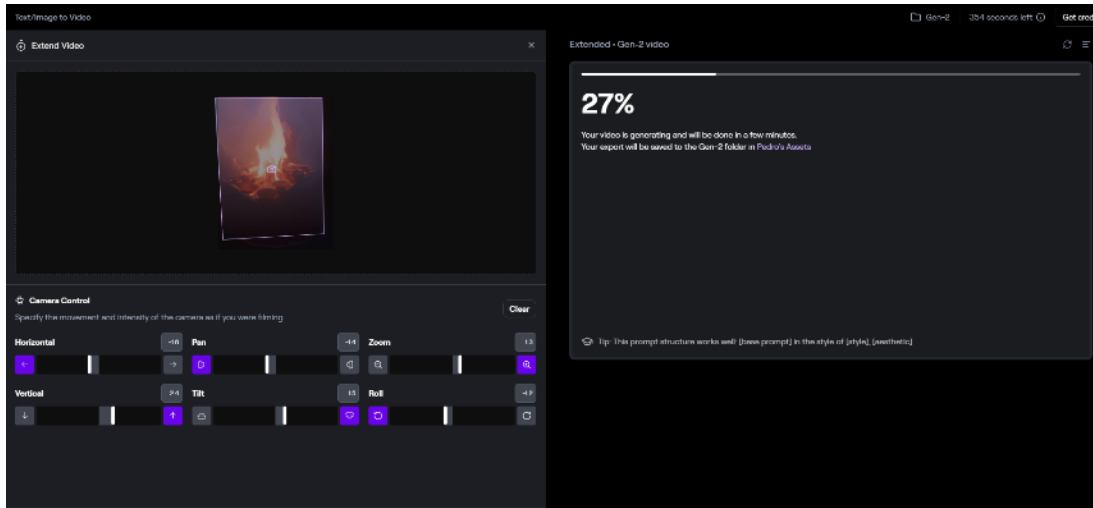 Text/Image to Video
Gen-2
354 seconds left
Get cred
Extend Video
Extended • Gen-2 video
27%
Your video is generating and will be done in a few minutes.
Your export will be saved to the Gen-2 folder in Pedro's Assets
Camera Control
Clear
Specify the movement and intensity of the camera as if you were filming
Horizontal
Pan
Zoom
Vertical
Tilt
Roll
Tip: This prompt structure works well: [base prompt] in the style of [style], [aesthetic]